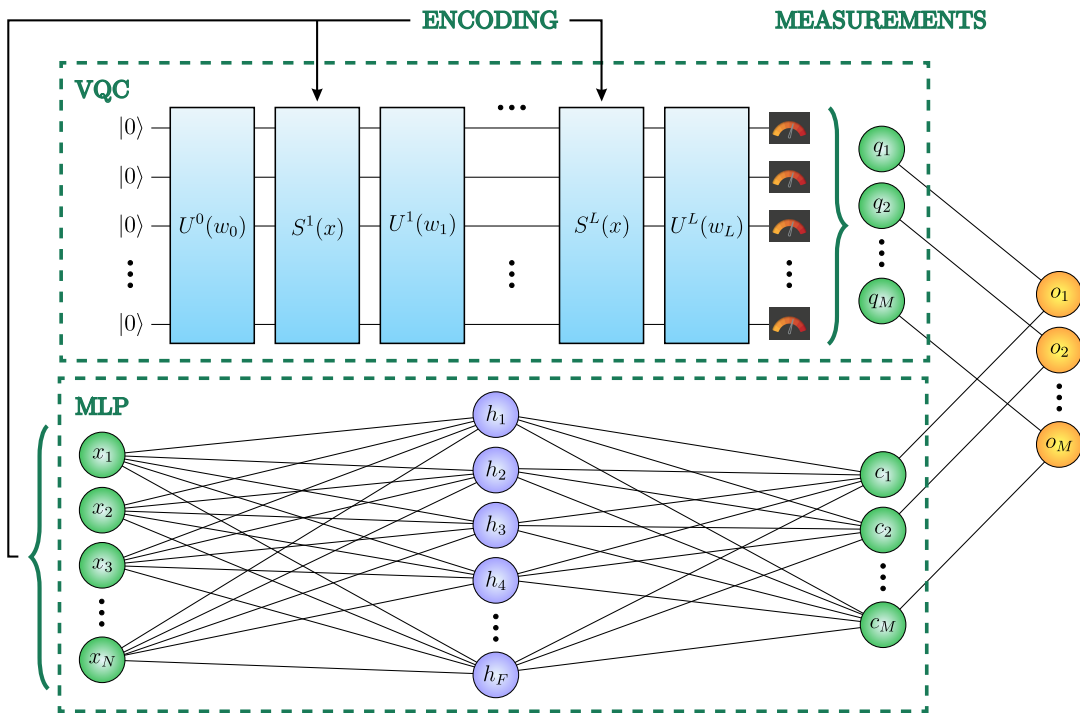 ENCODING MEASUREMENTS
VQC
|0⟩
|0⟩
|0⟩
|0⟩
U⁰(w₀) S¹(x) U¹(w₁) ... Sᴸ(x) Uᴸ(w_L)
q₁
q₂
q_M
o₁
o₂
o_M
MLP
x₁
x₂
x₃
x_N
h₁
h₂
h₃
h₄
h_F
c₁
c₂
c_M